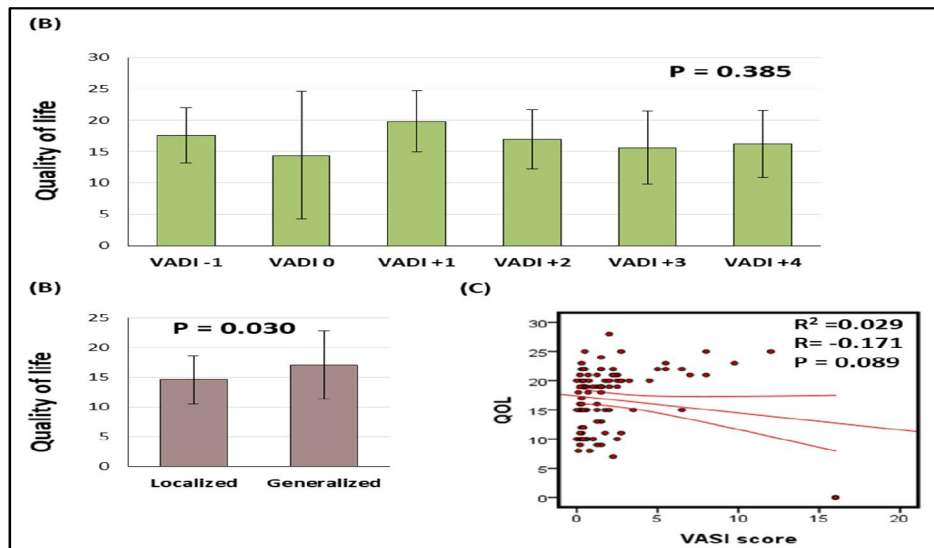 (B)
P = 0.385
Quality of life
30
25
20
15
10
5
0
VADI -1 VADI 0 VADI +1 VADI +2 VADI +3 VADI +4
(B)
P = 0.030
Quality of life
25
20
15
10
5
0
Localized Generalized
(C)
R² =0.029
R= -0.171
P = 0.089
QOL
30
25
20
15
10
5
0
0 5 10 15 20
VASI score